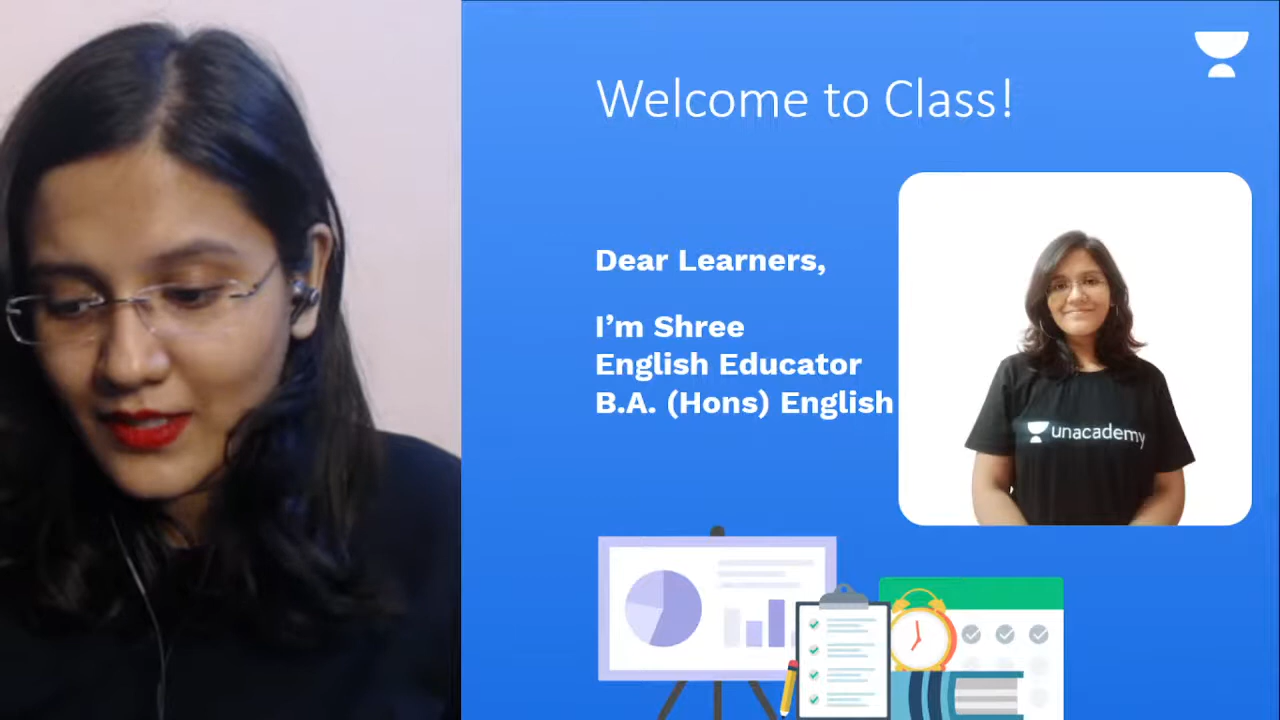 Welcome to Class!
Dear Learners,
I'm Shree
English Educator
B.A. (Hons) English
unacademy